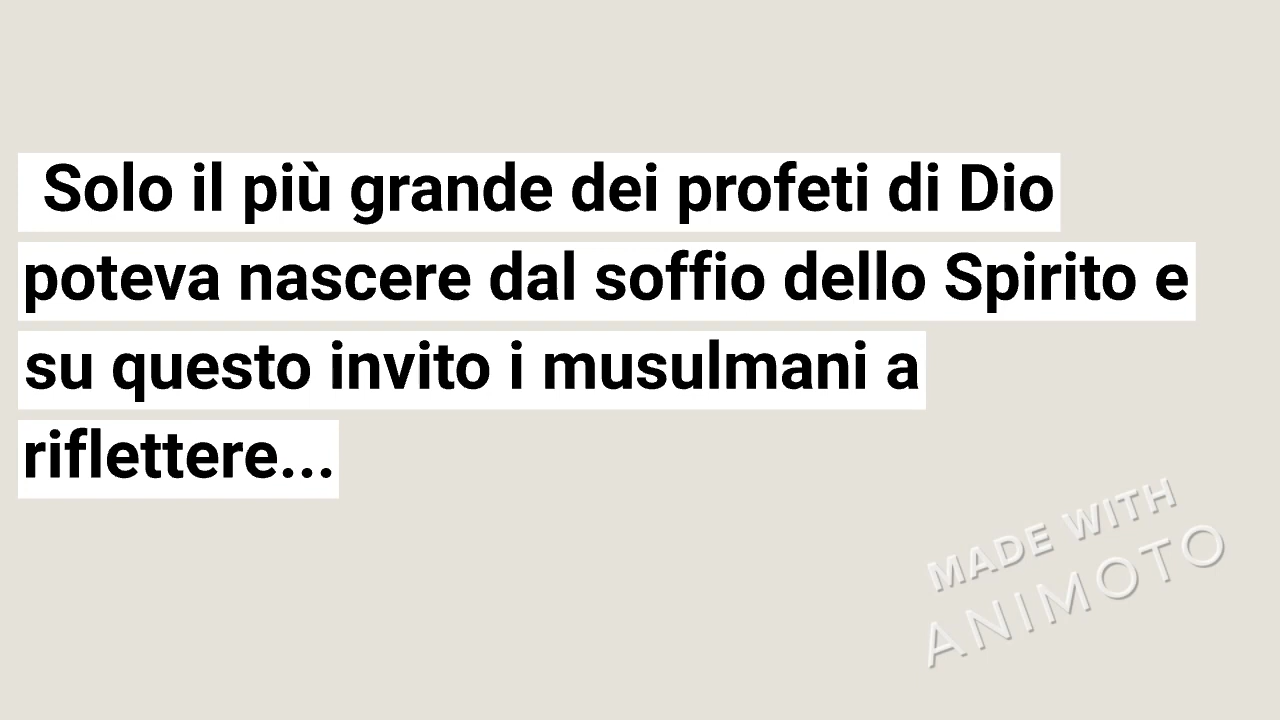 Solo il più grande dei profeti di Dio
poteva nascere dal soffio dello Spirito e
su questo invito i musulmani a
riflettere...
MADE WITH
ANIMOTO